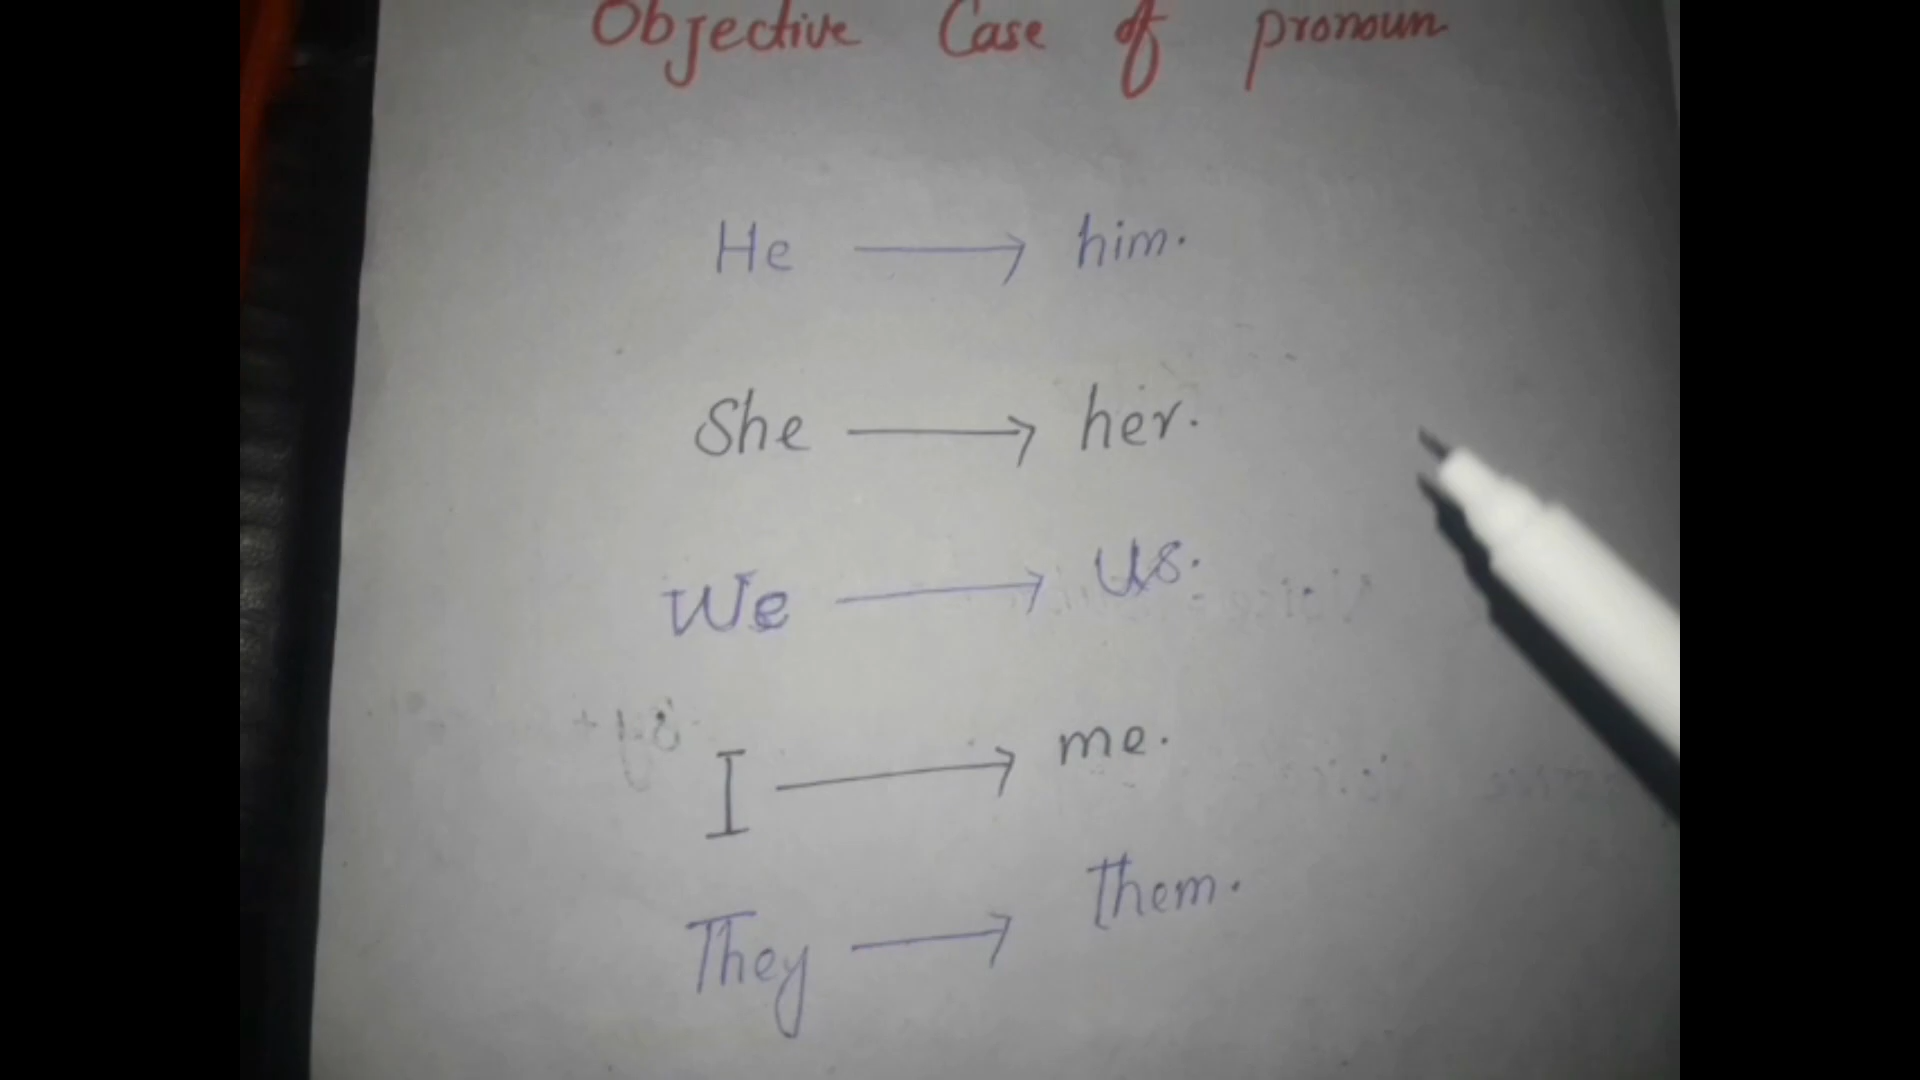 Objective Case of pronoun
He → him.
She → her.
We → us.
I → me.
They → them.